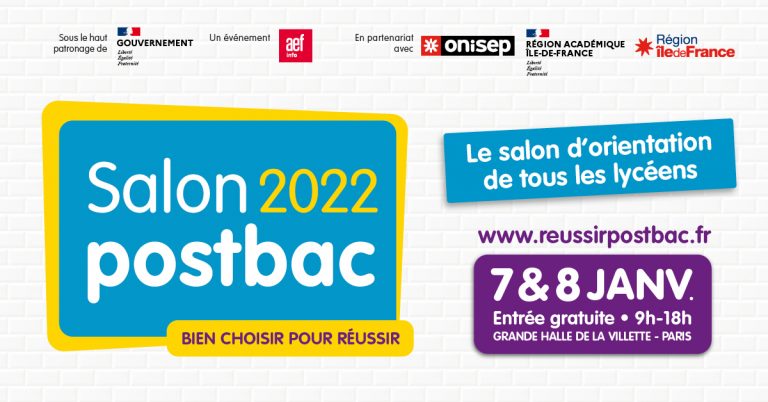 Sous le haut
patronage de
GOUVERNEMENT
Liberté
Égalité
Fraternité
Un événement
aef
info
En partenariat
avec
onisep
RÉGION ACADÉMIQUE
ÎLE-DE-FRANCE
Liberté
Égalité
Fraternité
Région
îledeFrance
Salon 2022
postbac
BIEN CHOISIR POUR RÉUSSIR
Le salon d'orientation
de tous les lycéens
www.reussirpostbac.fr
7 & 8 JANV.
Entrée gratuite • 9h-18h
GRANDE HALLE DE LA VILLETTE - PARIS